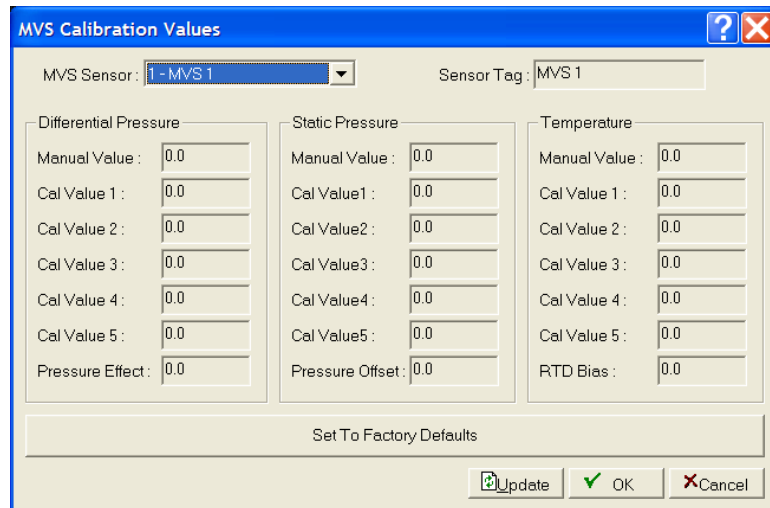 MVS Calibration Values
MVS Sensor : 1 - MVS 1
Sensor Tag : MVS 1
Differential Pressure
Manual Value : 0.0
Cal Value 1 : 0.0
Cal Value 2 : 0.0
Cal Value 3 : 0.0
Cal Value 4 : 0.0
Cal Value 5 : 0.0
Pressure Effect : 0.0
Static Pressure
Manual Value : 0.0
Cal Value1 : 0.0
Cal Value2 : 0.0
Cal Value3 : 0.0
Cal Value4 : 0.0
Cal Value5 : 0.0
Pressure Offset : 0.0
Temperature
Manual Value : 0.0
Cal Value 1 : 0.0
Cal Value 2 : 0.0
Cal Value 3 : 0.0
Cal Value 4 : 0.0
Cal Value 5 : 0.0
RTD Bias : 0.0
Set To Factory Defaults
Update
OK
Cancel